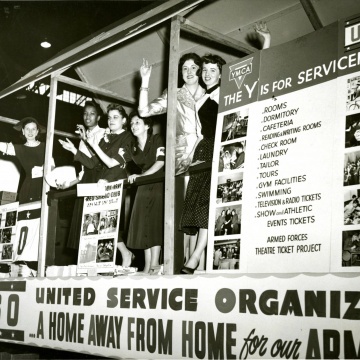 YMCA
THE Y IS FOR SERVICE
ROOMS
DORMITORY
CAFETERIA
READING & WRITING ROOMS
CHECK ROOM
LAUNDRY
TAILOR
TOURS
GYM FACILITIES
SWIMMING
TELEVISION & RADIO TICKETS
SHOW and ATHLETIC
EVENTS TICKETS
ARMED FORCES
THEATRE TICKET PROJECT
UNITED SERVICE ORGANIZ
...A HOME AWAY FROM HOME for our ARM